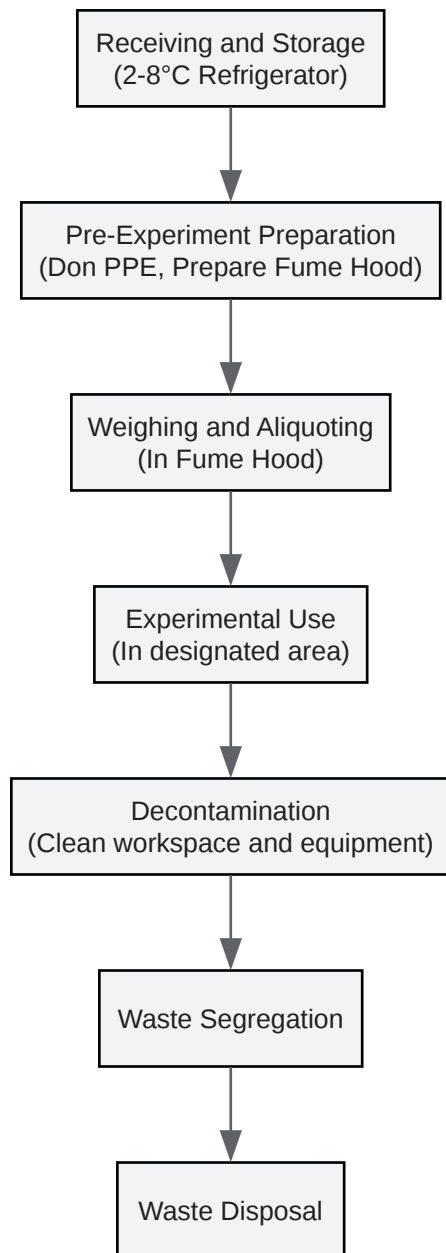 Receiving and Storage
(2-8°C Refrigerator)
Pre-Experiment Preparation
(Don PPE, Prepare Fume Hood)
Weighing and Aliquoting
(In Fume Hood)
Experimental Use
(In designated area)
Decontamination
(Clean workspace and equipment)
Waste Segregation
Waste Disposal